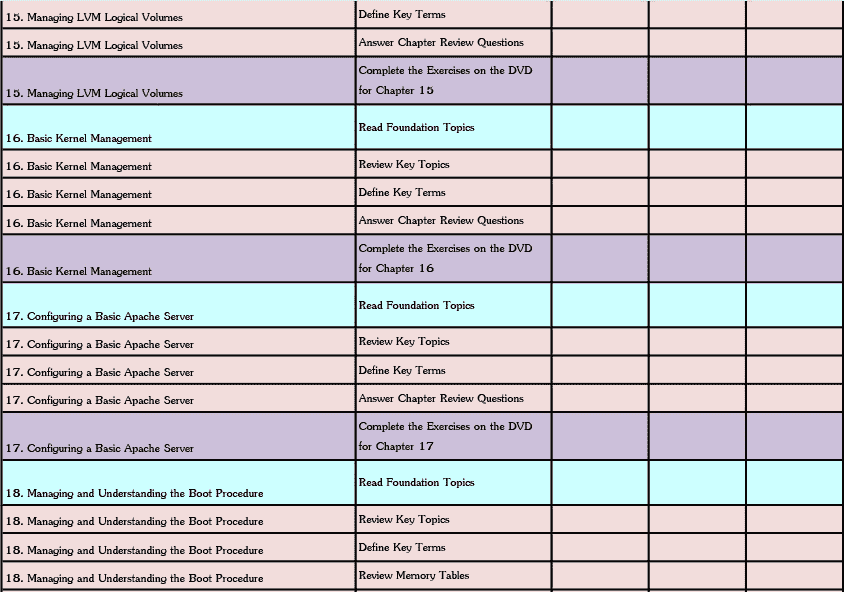 15. Managing LVM Logical Volumes Define Key Terms
15. Managing LVM Logical Volumes Answer Chapter Review Questions
Complete the Exercises on the DVD
15. Managing LVM Logical Volumes for Chapter 15
16. Basic Kernel Management Read Foundation Topics
16. Basic Kernel Management Review Key Topics
16. Basic Kernel Management Define Key Terms
16. Basic Kernel Management Answer Chapter Review Questions
Complete the Exercises on the DVD
16. Basic Kernel Management for Chapter 16
17. Configuring a Basic Apache Server Read Foundation Topics
17. Configuring a Basic Apache Server Review Key Topics
17. Configuring a Basic Apache Server Define Key Terms
17. Configuring a Basic Apache Server Answer Chapter Review Questions
Complete the Exercises on the DVD
17. Configuring a Basic Apache Server for Chapter 17
18. Managing and Understanding the Boot Procedure Read Foundation Topics
18. Managing and Understanding the Boot Procedure Review Key Topics
18. Managing and Understanding the Boot Procedure Define Key Terms
18. Managing and Understanding the Boot Procedure Review Memory Tables